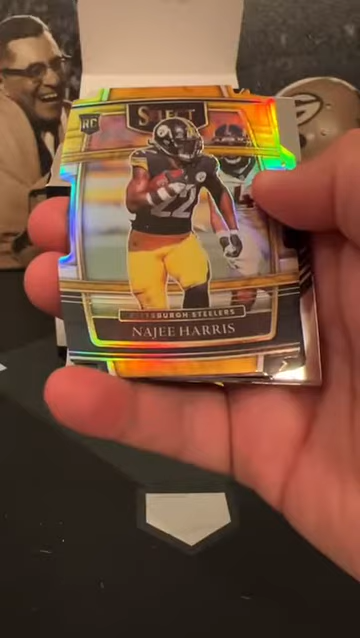 RC
SELECT
22
PITTSBURGH STEELERS
NAJEE HARRIS